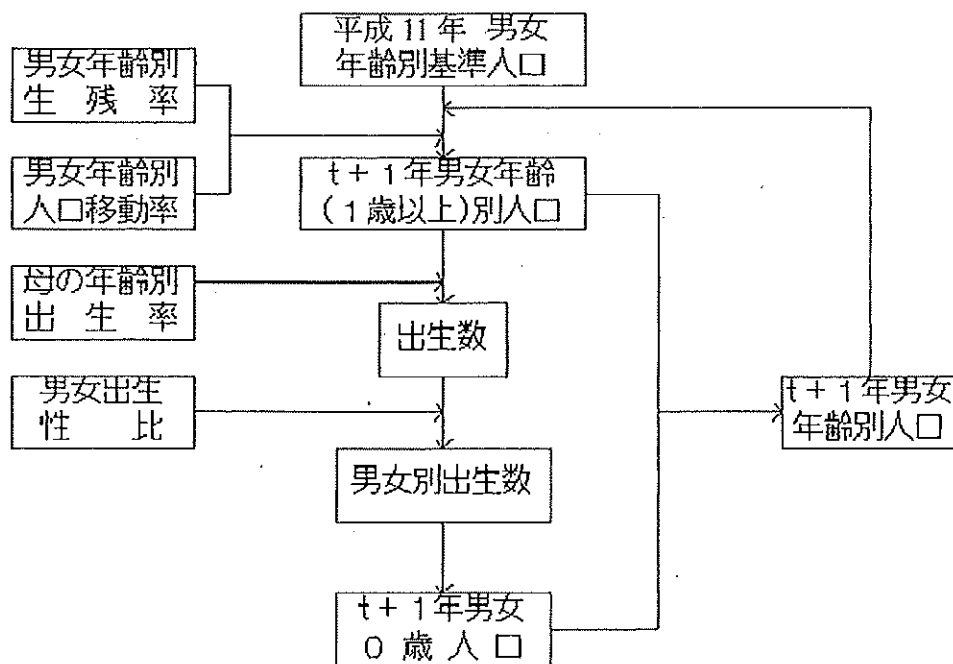 平成 11 年 男女
年齢別基準人口
男女年齢別
生 残 率
男女年齢別
人口移動率
t + 1 年男女年齢
( 1 歳以上)別人口
母の年齢別
出 生 率
出生数
男女出生
性 比
t + 1 年男女
年齢別人口
男女別出生数
t + 1 年男女
0 歳 人 口